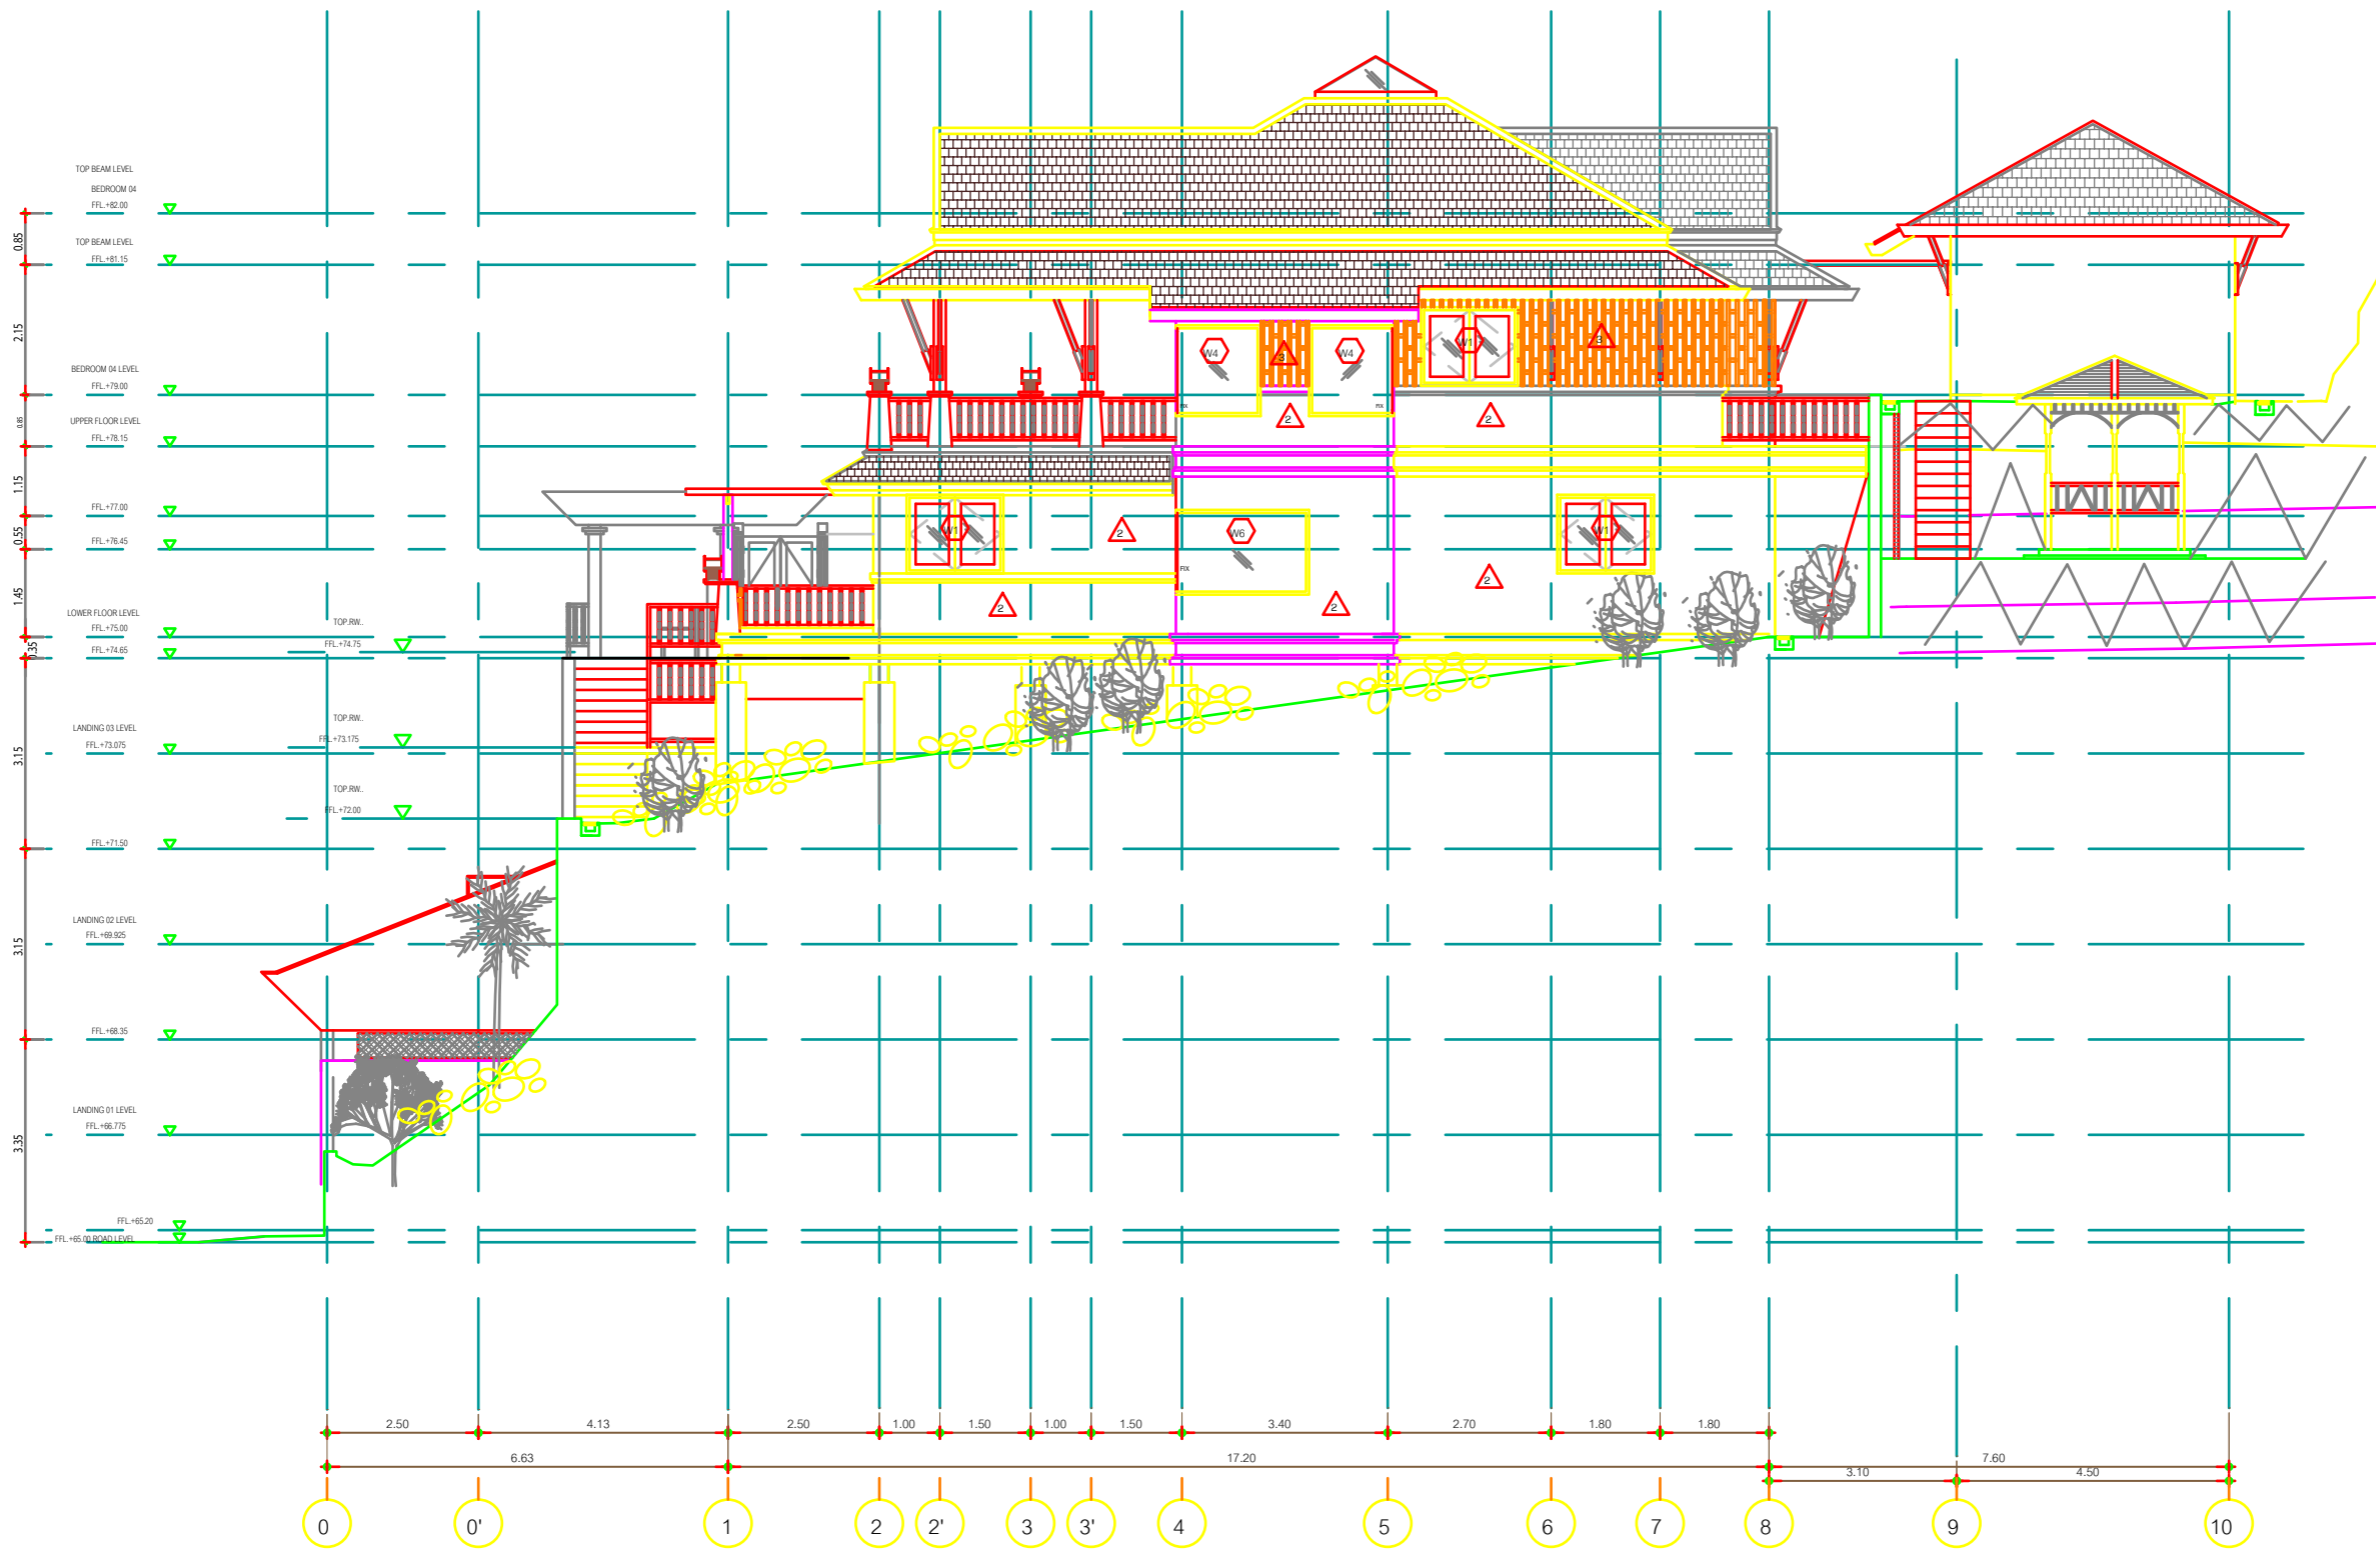 TOP BEAM LEVEL
BEDROOM 04
FFL.+82.00
TOP BEAM LEVEL
FFL.+81.15
BEDROOM 04 LEVEL
FFL.+79.00
UPPER FLOOR LEVEL
FFL.+78.15
FFL.+77.00
FFL.+76.45
LOWER FLOOR LEVEL
FFL.+75.00
FFL.+74.65
LANDING 03 LEVEL
FFL.+73.075
FFL.+71.50
LANDING 02 LEVEL
FFL.+69.925
FFL.+68.35
LANDING 01 LEVEL
FFL.+66.775
FFL.+65.20
FFL.+65.00 ROAD LEVEL
0.85
2.15
0.85
1.15
0.55
1.45
0.35
3.15
3.15
3.35
TOP.RW..
FFL.+74.75
TOP.RW..
FFL.+73.175
TOP.RW..
FFL.+72.00
W4
3
W4
W1
3
FIX
FIX
2
2
W1
2
W6
W1
FIX
2
2
2
2.50 4.13 2.50 1.00 1.50 1.00 1.50 3.40 2.70 1.80 1.80
6.63 17.20 7.60
3.10 4.50
0 0' 1 2 2' 3 3' 4 5 6 7 8 9 10